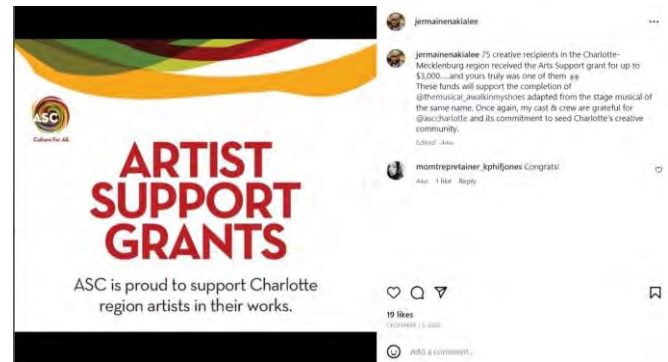 jermainenakialee
jermainenakialee 75 creative recipients in the Charlotte-
Mecklenburg region received the Arts Support grant for up to
$3,000.....and yours truly was one of them
These funds will support the completion of
@themusical_awalkinmyshoes adapted from the stage musical of
the same name. Once again, my cast & crew are grateful for
@asccharlotte and its commitment to seed Charlotte's creative
community.
Edited · 44w
momtrepretainer_kphifjones Congrats!
44w 1 like Reply
ASC
Culture For All.
ARTIST
SUPPORT
GRANTS
ASC is proud to support Charlotte
region artists in their works.
19 likes
Add a comment...